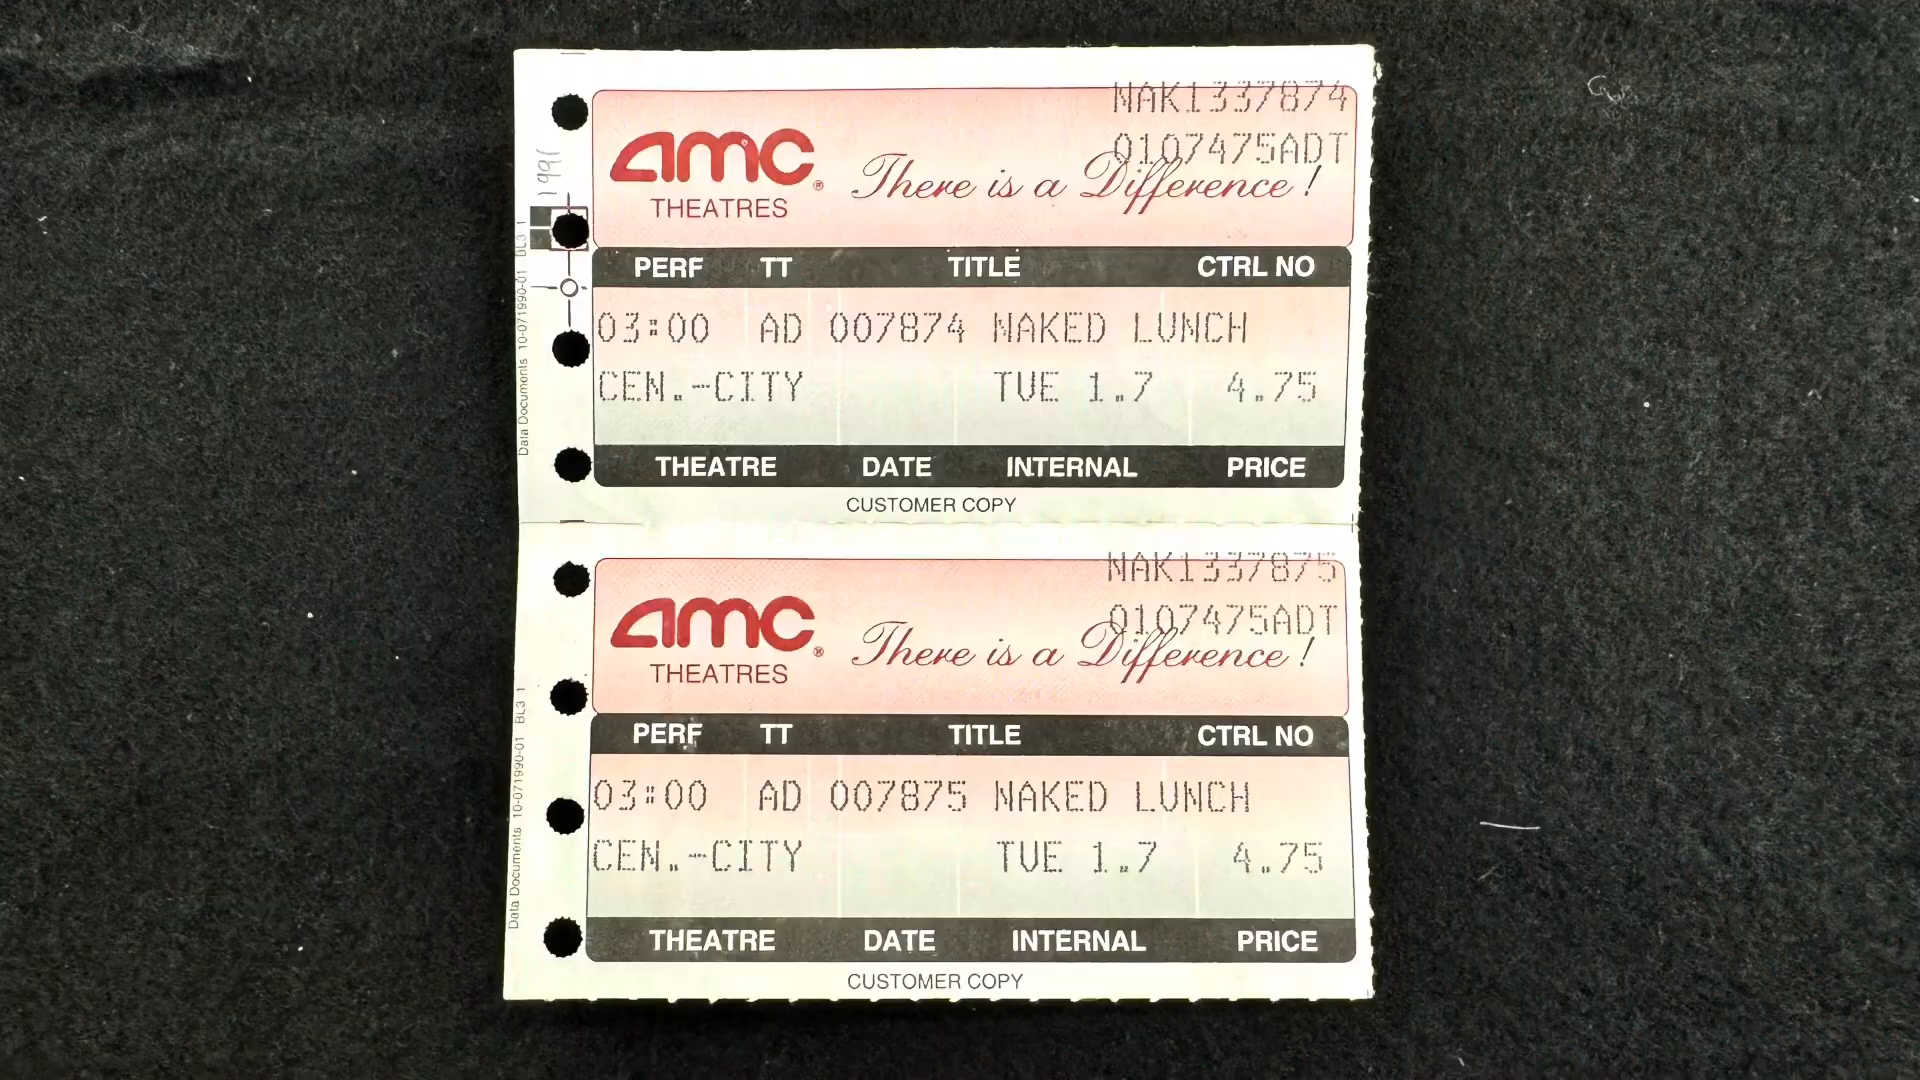 NAK1337874
0107475ADT
amc® There is a Difference!
THEATRES
1991
PERF TT TITLE CTRL NO
03:00 AD 007874 NAKED LUNCH
CEN.-CITY TUE 1.7 4.75
THEATRE DATE INTERNAL PRICE
CUSTOMER COPY
Data Documents 10-071990-01 BL3 1
NAK1337875
0107475ADT
amc® There is a Difference!
THEATRES
PERF TT TITLE CTRL NO
03:00 AD 007875 NAKED LUNCH
CEN.-CITY TUE 1.7 4.75
THEATRE DATE INTERNAL PRICE
CUSTOMER COPY
Data Documents 10-071990-01 BL3 1